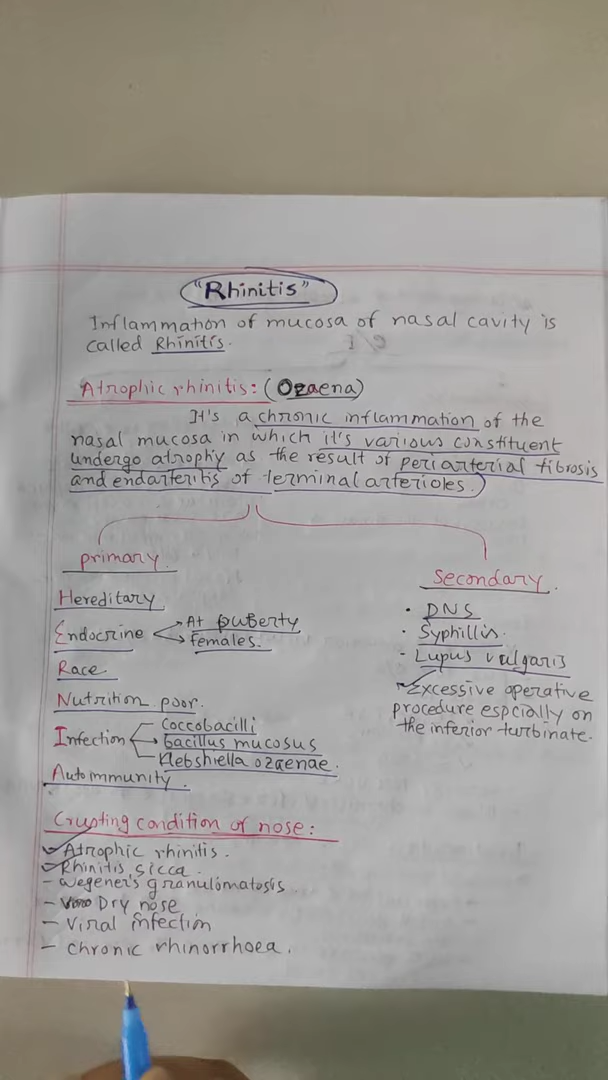 "Rhinitis"
Inflammation of mucosa of nasal cavity is
called Rhinitis.
Atrophic rhinitis: (Ozaena)
It's a chronic inflammation of the
nasal mucosa in which it's various constituent
undergo atrophy as the result of periarterial fibrosis
and endarteritis of terminal arterioles.)
primary.
Hereditary
Endocrine → At puberty
→ Females.
Race
Nutrition poor.
Infection - Coccobacilli
→ bacillus mucosus
- Klebshiella ozaenae.
Autoimmunity.
Secondary.
• DNS
• Syphillis.
• Lupus vulgaris
Excessive operative
procedure espcially on
the inferior turbinate.
Crusting condition of nose:
Atrophic rhinitis.
Rhinitis sicca.
- Wegener's granulomatosis
- Dry nose
- Viral infection
- chronic rhinorrhoea.